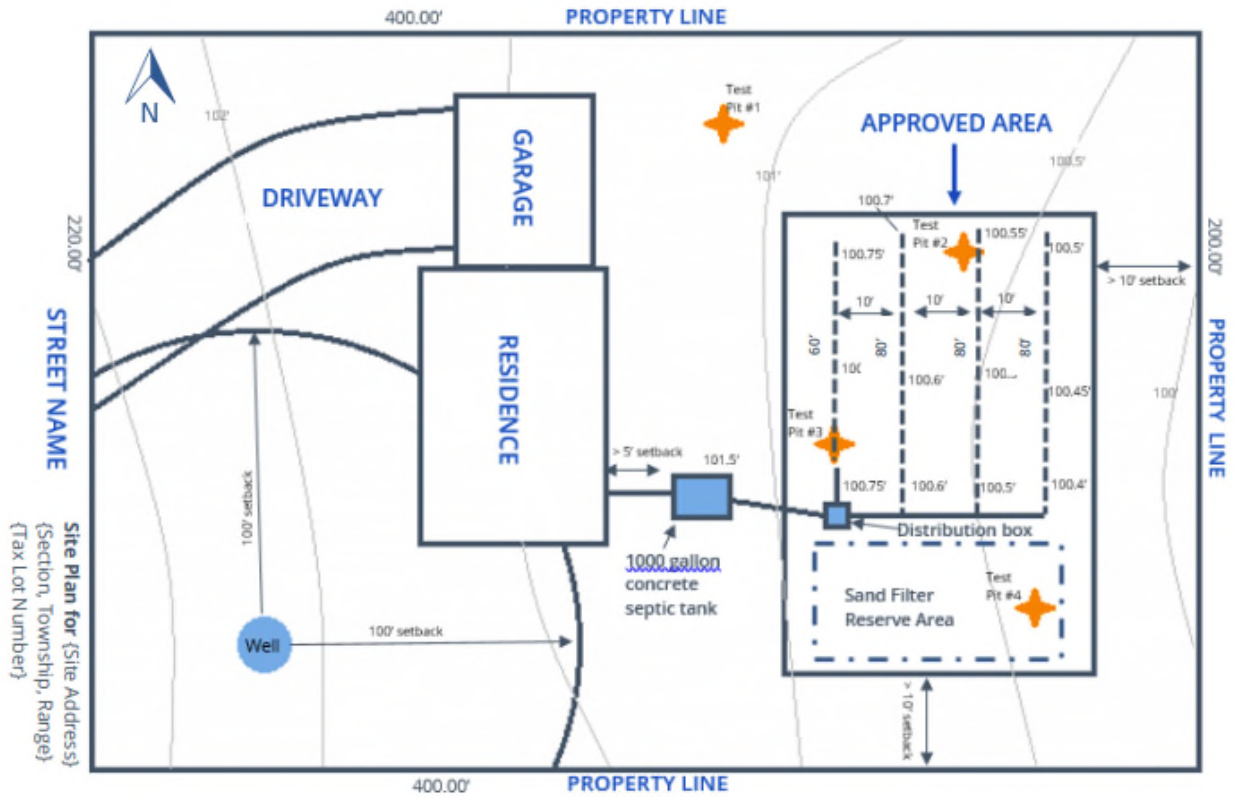 400.00' PROPERTY LINE
N
102'
Test
Pit #1
GARAGE
APPROVED AREA
DRIVEWAY
101'
100.5'
220.00'
200.00'
100.7'
Test
Pit #2
100.55'
100.5'
100.75'
> 10' setback
10'
10'
10'
STREET NAME
RESIDENCE
PROPERTY LINE
60'
80'
80'
100.6'
100.45'
100'
Test
Pit #3
> 5' setback
101.5'
100.75'
100.6'
100.5'
100.4'
100' setback
Distribution box
1000 gallon
concrete
septic tank
Sand Filter
Reserve Area
Test
Pit #4
Well
100' setback
> 10' setback
Site Plan for {Site Address}
{Section, Township, Range}
{Tax Lot Number}
400.00' PROPERTY LINE